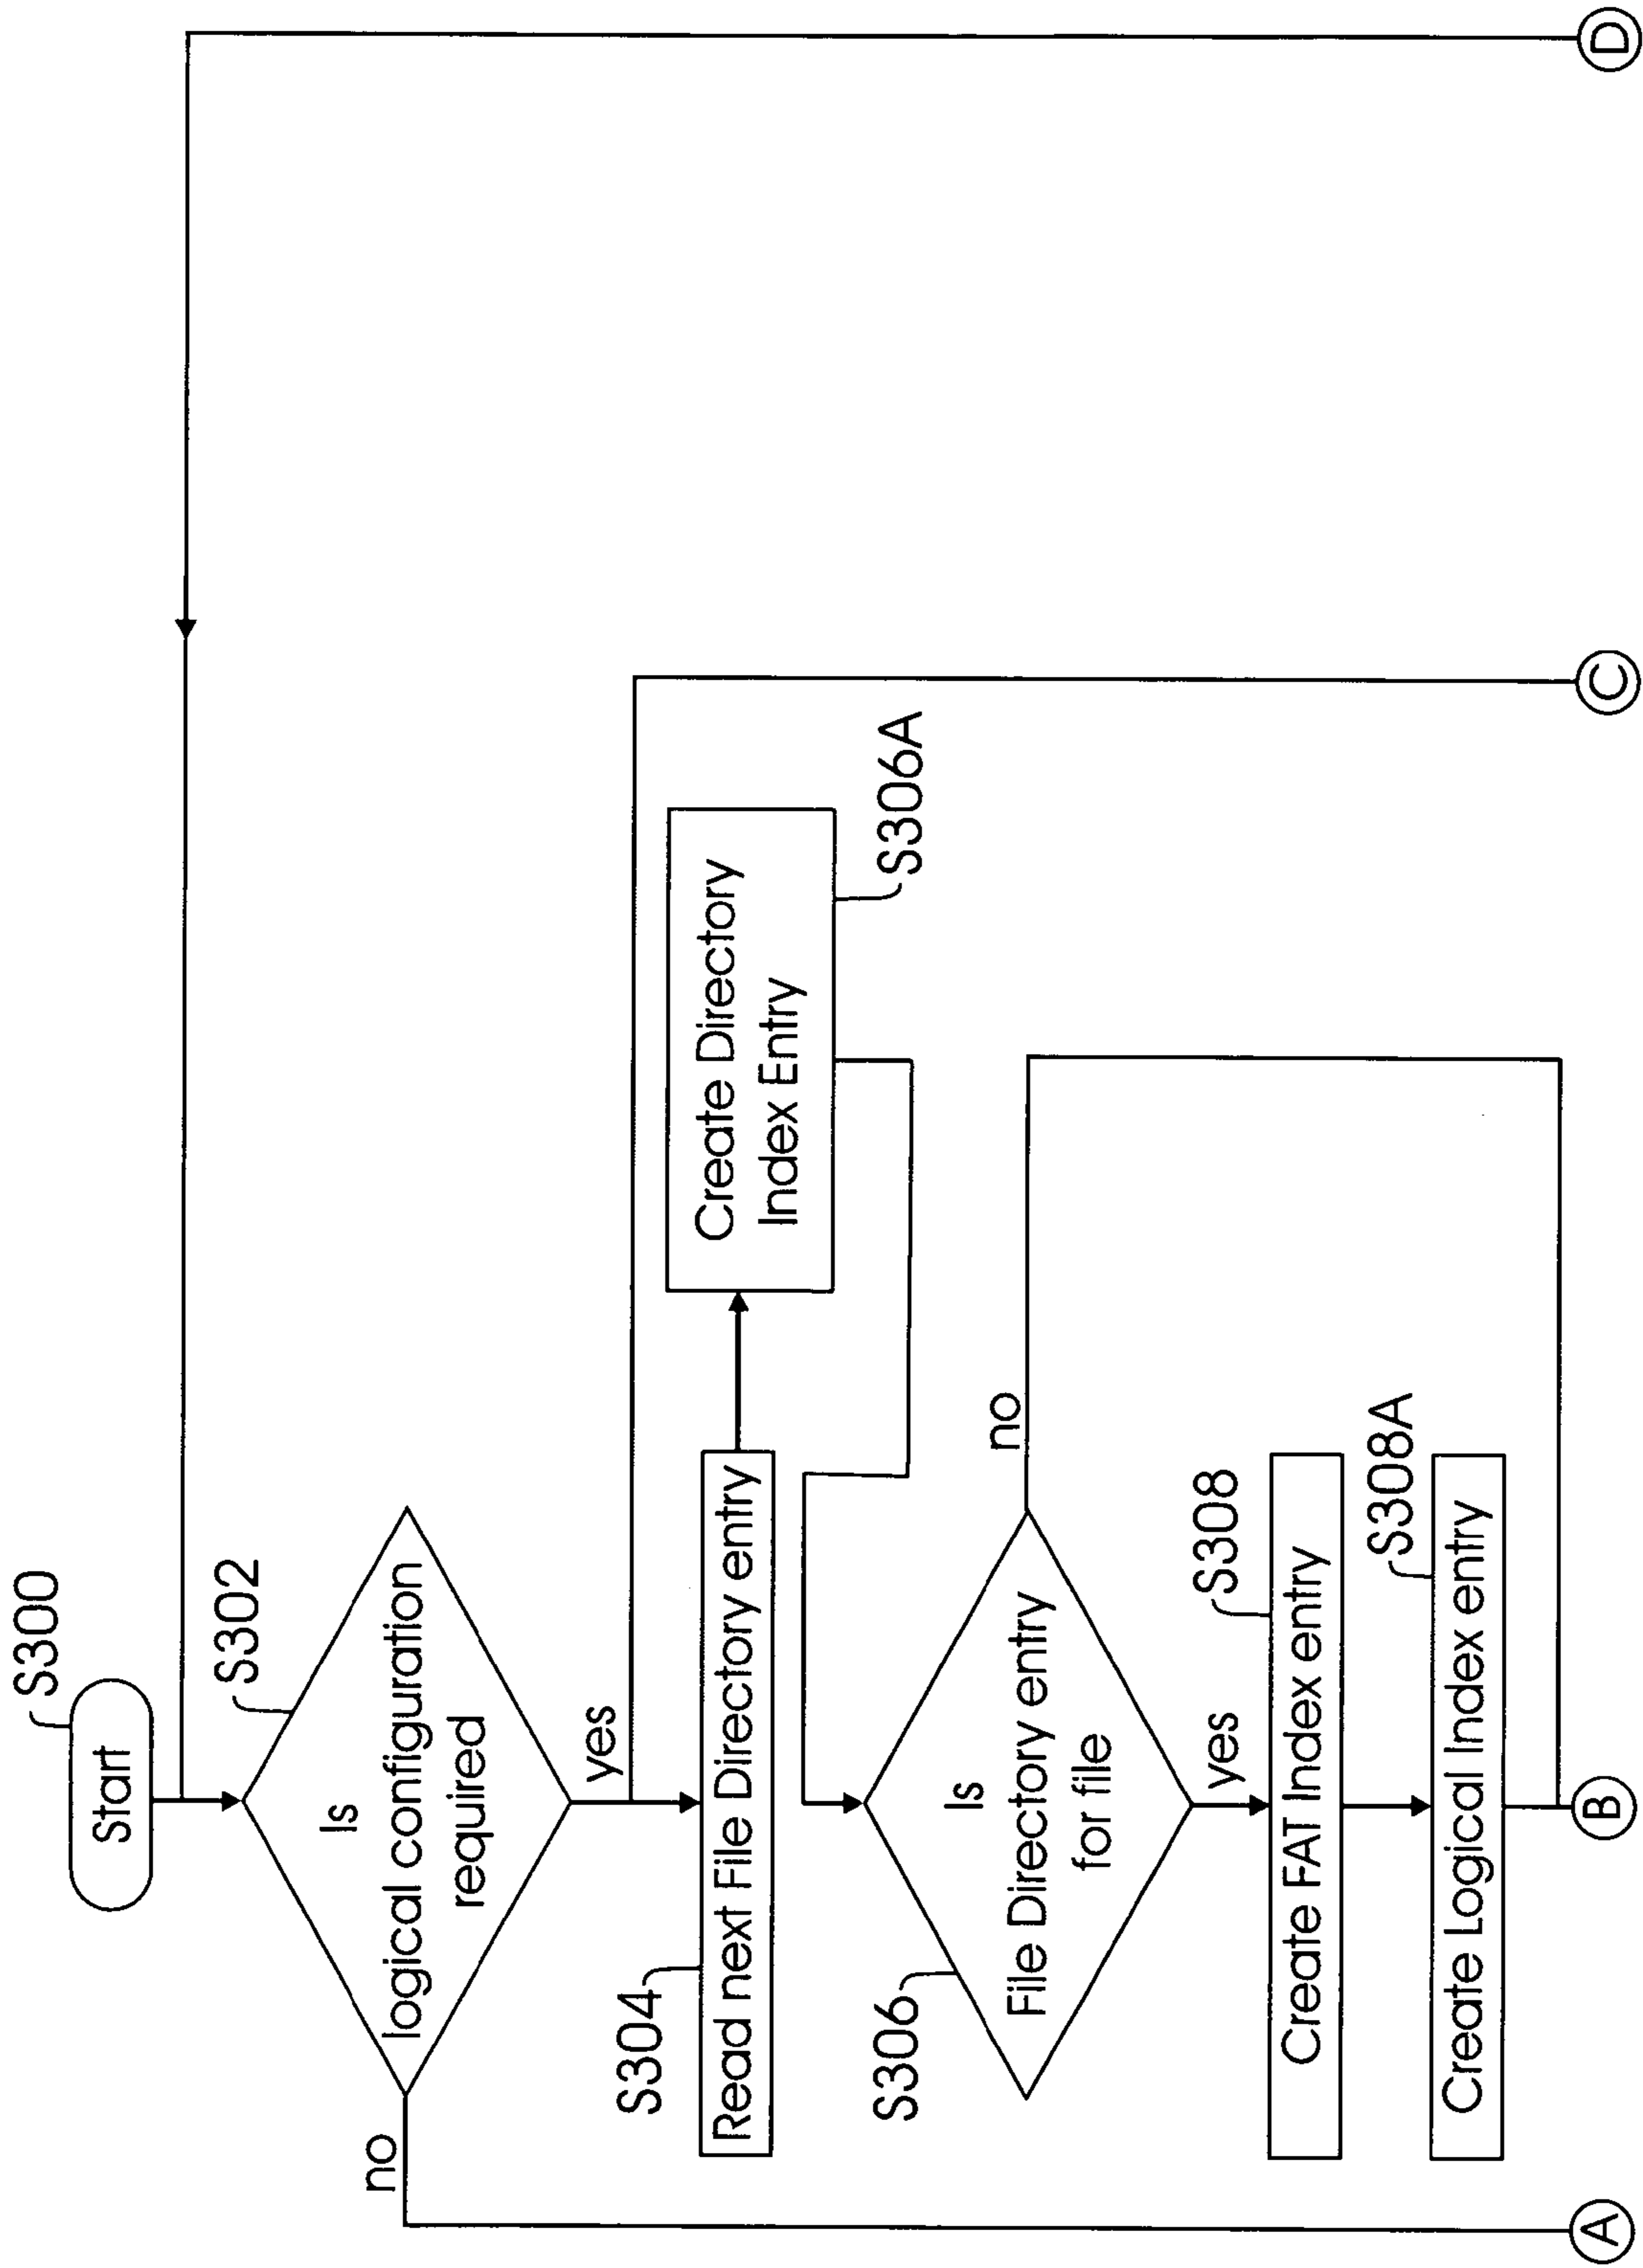 S300
Start
S302
Is
logical configuration
required
no
yes
S304
Read next File Directory entry
Create Directory
Index Entry
S306A
S306
Is
File Directory entry
for file
no
yes
S308
Create FAT Index entry
S308A
Create Logical Index entry
A
B
C
D